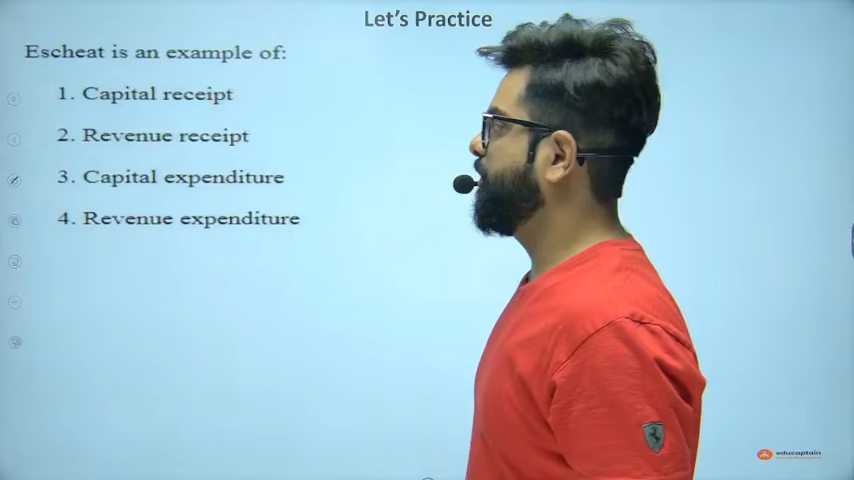 Let's Practice
Escheat is an example of:
1. Capital receipt
2. Revenue receipt
3. Capital expenditure
4. Revenue expenditure
educaptain